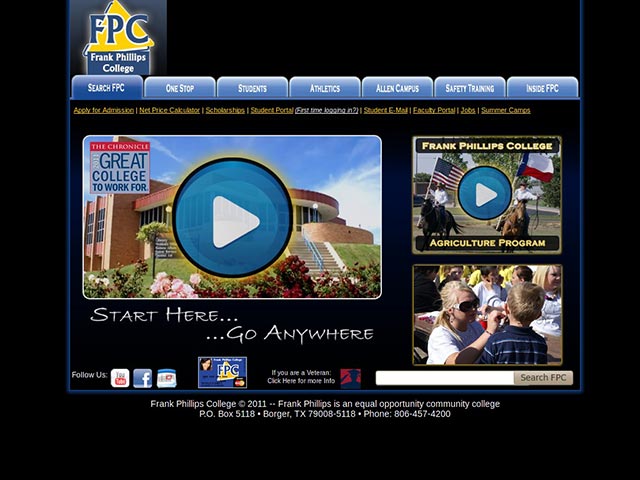 FPC
Frank Phillips
College
SEARCH FPC
ONE STOP
STUDENTS
ATHLETICS
ALLEN CAMPUS
SAFETY TRAINING
INSIDE FPC
Apply for Admission | Net Price Calculator | Scholarships | Student Portal (First time logging in?) | Student E-Mail | Faculty Portal | Jobs | Summer Camps
THE CHRONICLE
2011 GREAT
COLLEGE
TO WORK FOR.
FRANK PHILLIPS COLLEGE
AGRICULTURE PROGRAM
START HERE...
...GO ANYWHERE
Follow Us:
You
Tube
f
FPC
If you are a Veteran:
Click Here for more Info
Search FPC
Frank Phillips College © 2011 -- Frank Phillips is an equal opportunity community college
P.O. Box 5118 • Borger, TX 79008-5118 • Phone: 806-457-4200